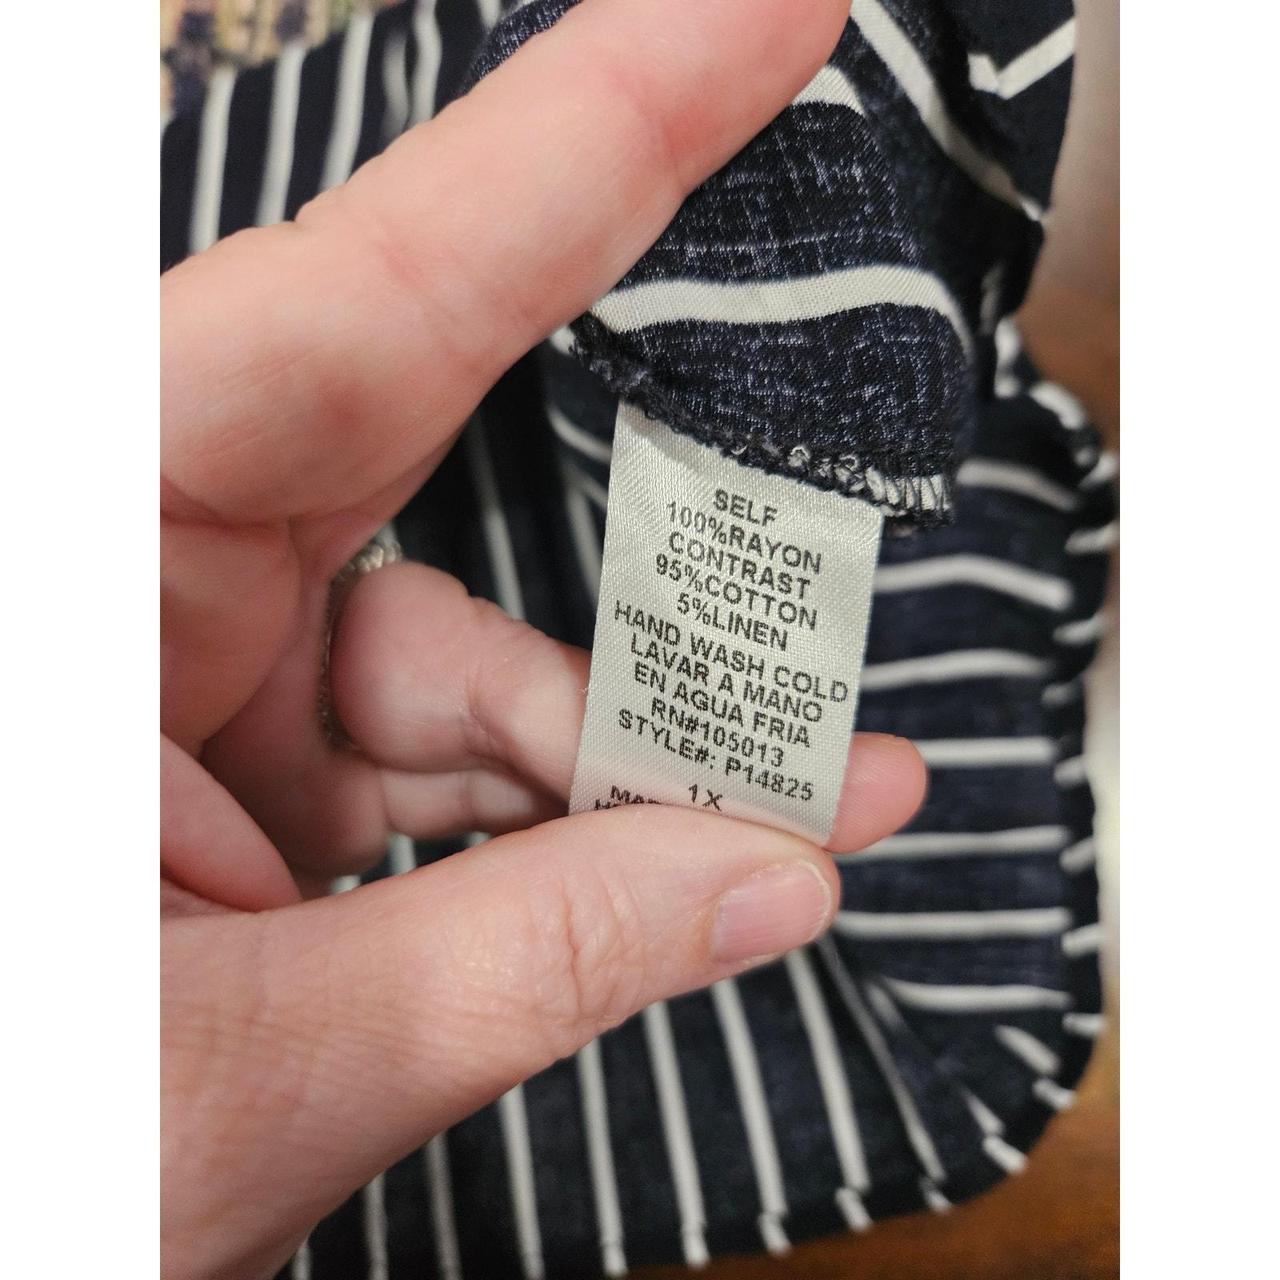 SELF
100%RAYON
CONTRAST
95%COTTON
5%LINEN
HAND WASH COLD
LAVAR A MANO
EN AGUA FRIA
RN#105013
STYLE#: P14825
1X